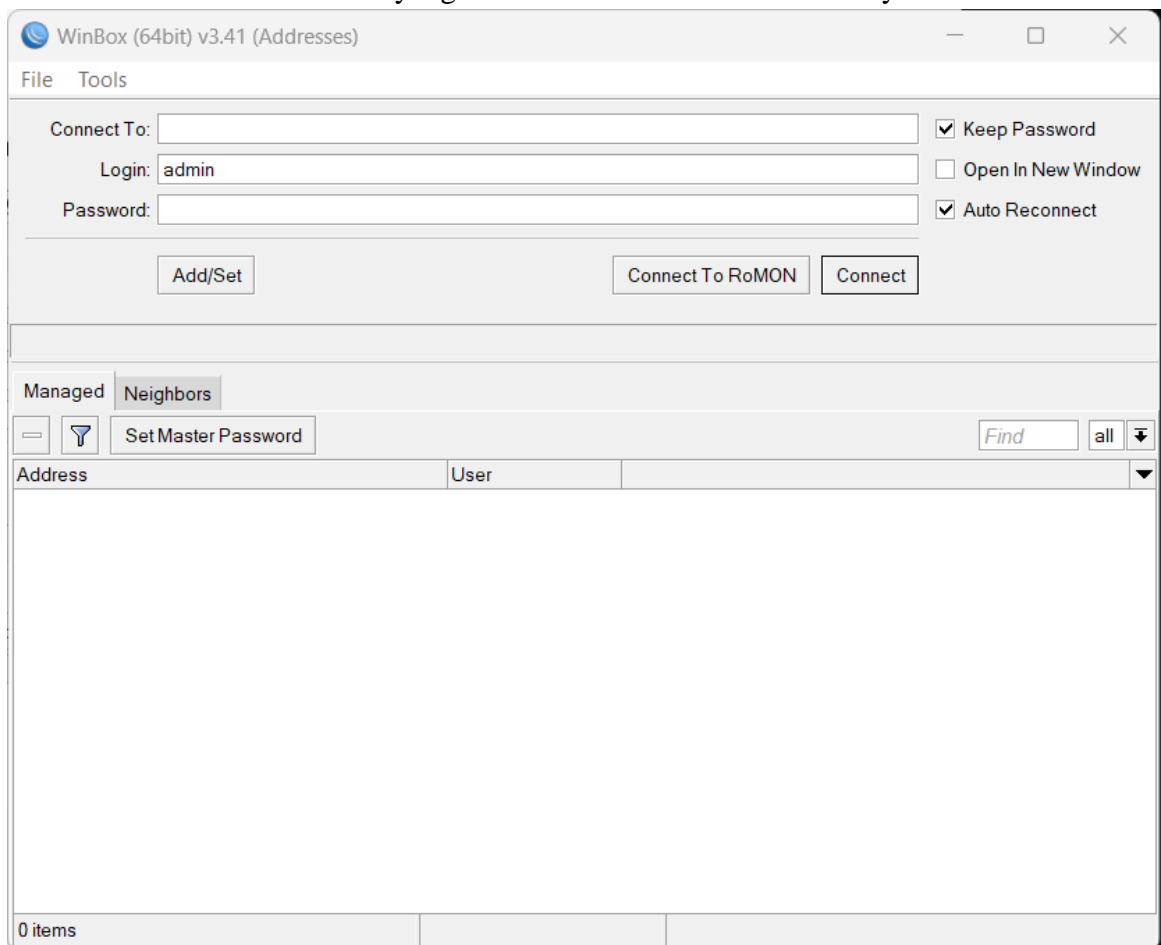 WinBox (64bit) v3.41 (Addresses)
File Tools
Connect To: Keep Password
Login: admin Open In New Window
Password: Auto Reconnect
Add/Set Connect To RoMON Connect
Managed Neighbors
Set Master Password Find all
Address User
0 items